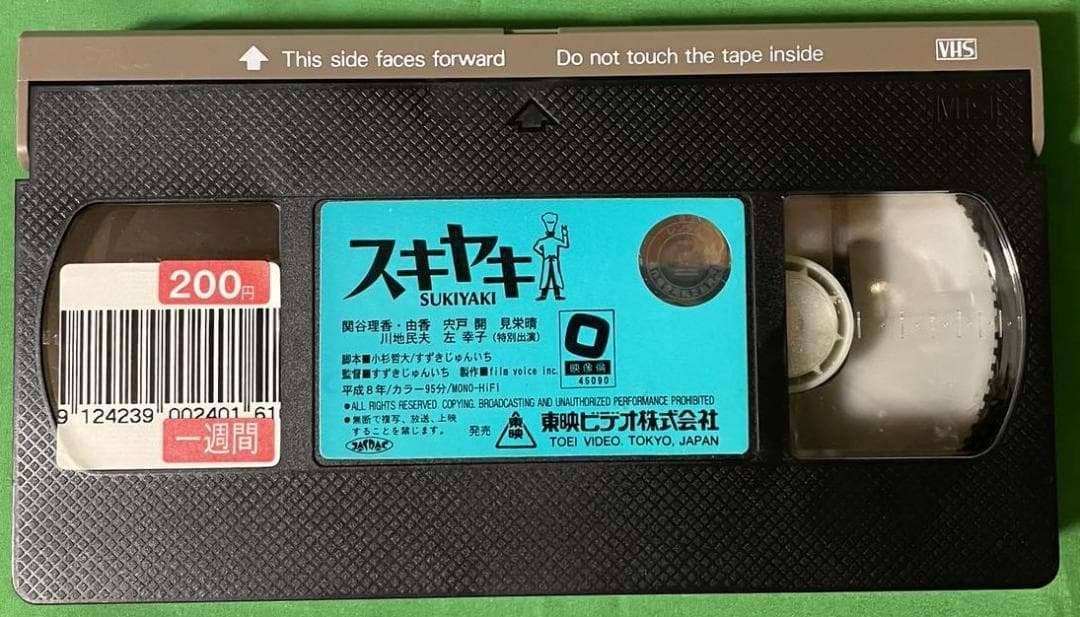 This side faces forward Do not touch the tape inside VHS
200円
9 124239 002401 61
一週間
スキヤキ
SUKIYAKI
関谷理香・由香 宍戸 開 見栄晴
川地民夫 左 幸子(特別出演)
脚本■小杉哲大/すずきじゅんいち
監督■すずきじゅんいち 製作■film voice inc.
平成8年/カラー95分/MONO-HiFi
映像倫
45090
●ALL RIGHTS RESERVED. COPYING. BROADCASTING AND UNAUTHORIZED PERFORMANCE PROHIBITED
●無断で複写、放送、上映
することを禁じます。
発売 東映 東映ビデオ株式会社
TOEI VIDEO. TOKYO, JAPAN